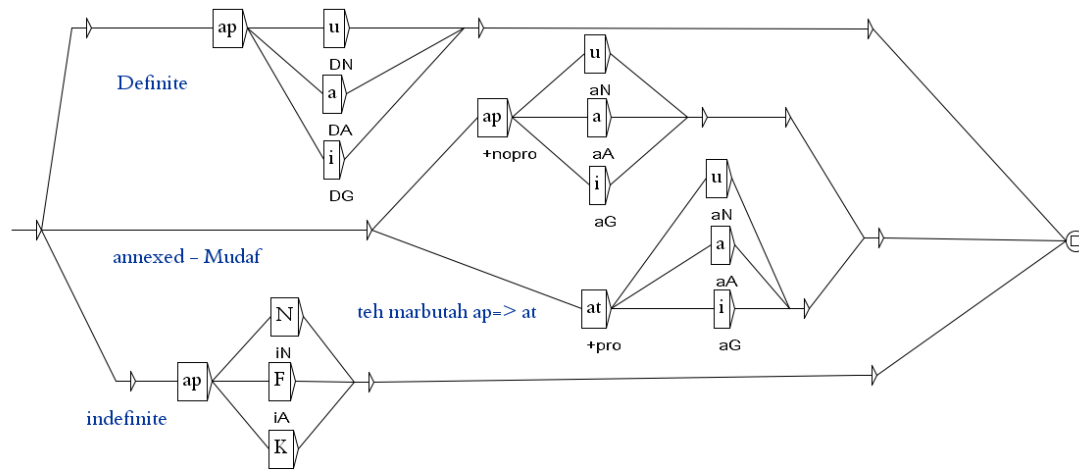 ap
u
DN
Definite
a
DA
i
DG
u
aN
ap
a
+nopro
aA
i
aG
annexed – Mudaf
u
aN
a
aA
teh marbutah ap=> at
at
i
+pro
aG
N
iN
ap
F
iA
indefinite
K